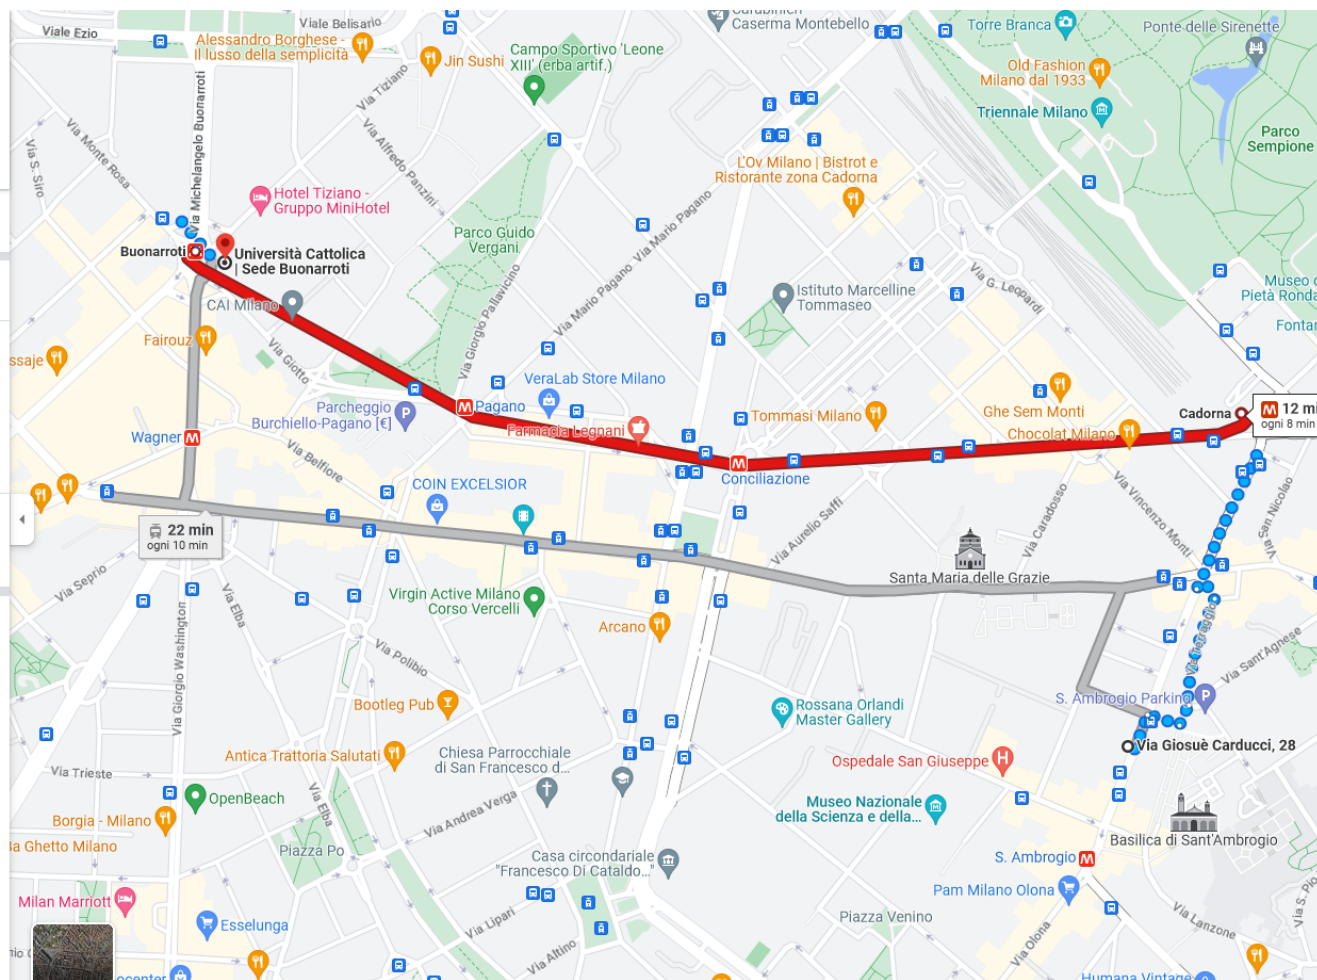 Carabinieri
Caserma Montebello
Viale Belisario
Viale Ezio
Alessandro Borghese -
Il lusso della semplicità
Jin Sushi
Campo Sportivo 'Leone
XIII' (erba artif.)
Torre Branca
Ponte delle Sirenette
Old Fashion
Milano dal 1933
Triennale Milano
Parco
Sempione
Via Tiziano
Via Alfredo Panzini
Via Michelangelo Buonarroti
Via Monte Rosa
Via S. Siro
L'Ov Milano | Bistrot e
Ristorante zona Cadorna
Hotel Tiziano -
Gruppo MiniHotel
Parco Guido
Vergani
Via Mario Pagano
Via Mario Pagano
Buonarroti
Università Cattolica
| Sede Buonarroti
Via G. Leopardi
Istituto Marcelline
Tommaseo
CAI Milano
Via Giorgio Pallavicino
Fairouz
Via Giotto
VeraLab Store Milano
Parcheggio
Burchiello-Pagano [€]
P
M
Pagano
Farmacia Legnani
Tommasi Milano
Ghe Sem Monti
Chocolat Milano
Cadorna
M
12 mi
ogni 8 min
Wagner
M
Via Belfiore
M
Conciliazione
COIN EXCELSIOR
Via Aurelio Saffi
Via Caradosso
Via Vincenzo Monti
Via San Nicolao
22 min
ogni 10 min
Santa Maria delle Grazie
Via Seprio
Via Elba
Virgin Active Milano
Corso Vercelli
Arcano
Via Giorgio Washington
Via Polibio
Via Terraggio
Via Sant'Agnese
Bootleg Pub
S. Ambrogio Parking
P
Rossana Orlandi
Master Gallery
Antica Trattoria Salutati
Via Giosuè Carducci, 28
Chiesa Parrocchiale
di San Francesco d...
Ospedale San Giuseppe
H
Via Trieste
OpenBeach
Via Elba
Via Andrea Verga
Museo Nazionale
della Scienza e della...
Borgia - Milano
Basilica di Sant'Ambrogio
Piazza Po
Casa circondariale
"Francesco Di Cataldo..."
S. Ambrogio
M
Pam Milano Olona
Milan Marriott
Esselunga
Via Lipari
Piazza Venino
Via Lanzone
Via Altino
Via Olona
Humana Vintage